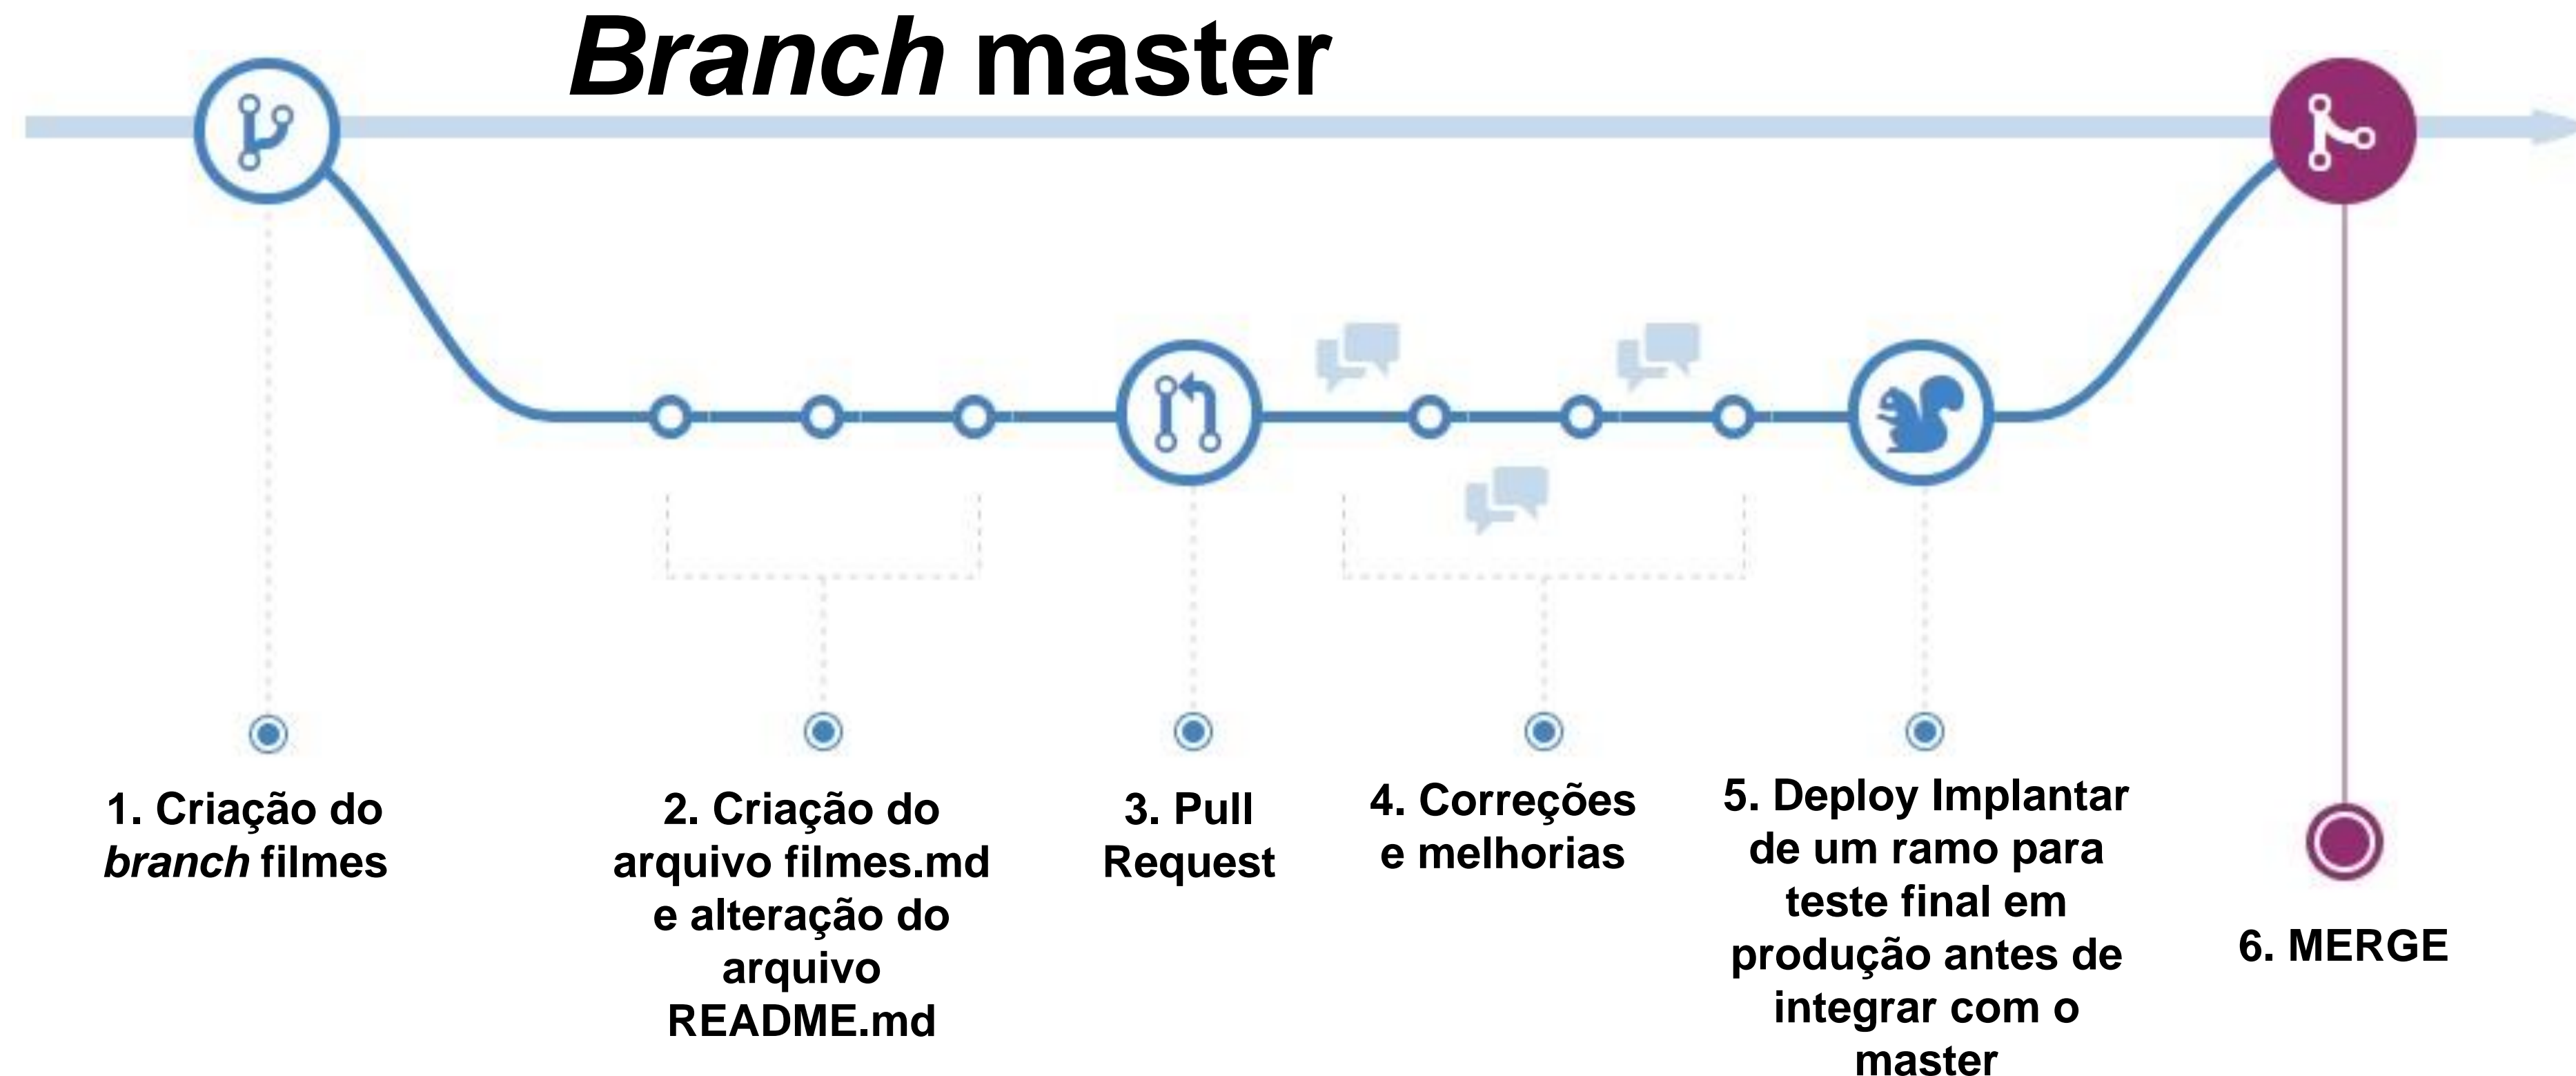 Branch master
1. Criação do
branch filmes
2. Criação do
arquivo filmes.md
e alteração do
arquivo
README.md
3. Pull
Request
4. Correções
e melhorias
5. Deploy Implantar
de um ramo para
teste final em
produção antes de
integrar com o
master
6. MERGE